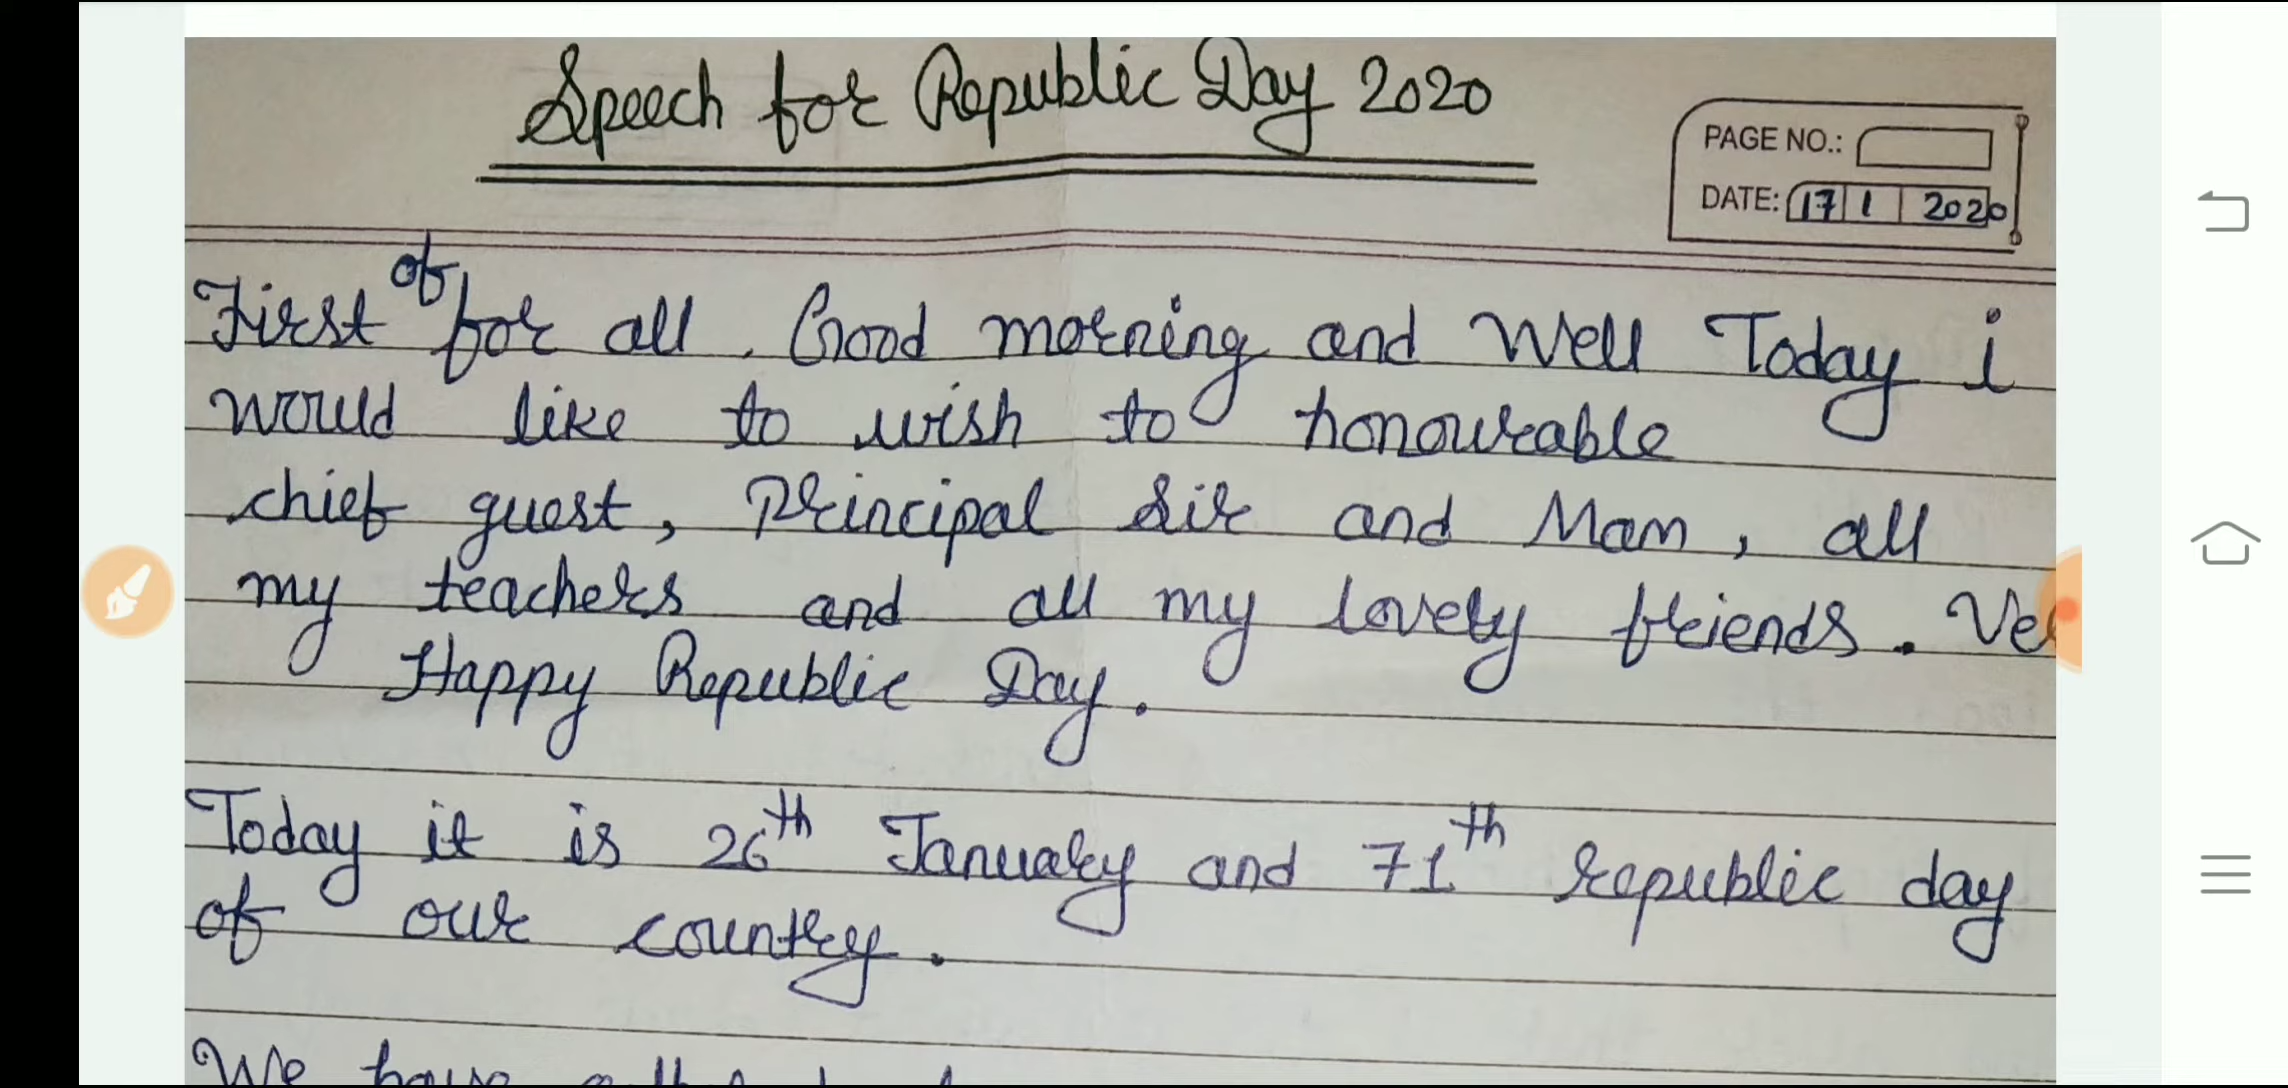 Speech for Republic Day 2020
PAGE NO.:
DATE: 17 1 2020
of
First for all . Good morning and Well Today i
would like to wish to honourable
chief guest, Principal Sir and Mam, all
my teachers and all my lovely friends.
Happy Republic Day.
Today it is 26th January and 71th republic day
of our country.
We have